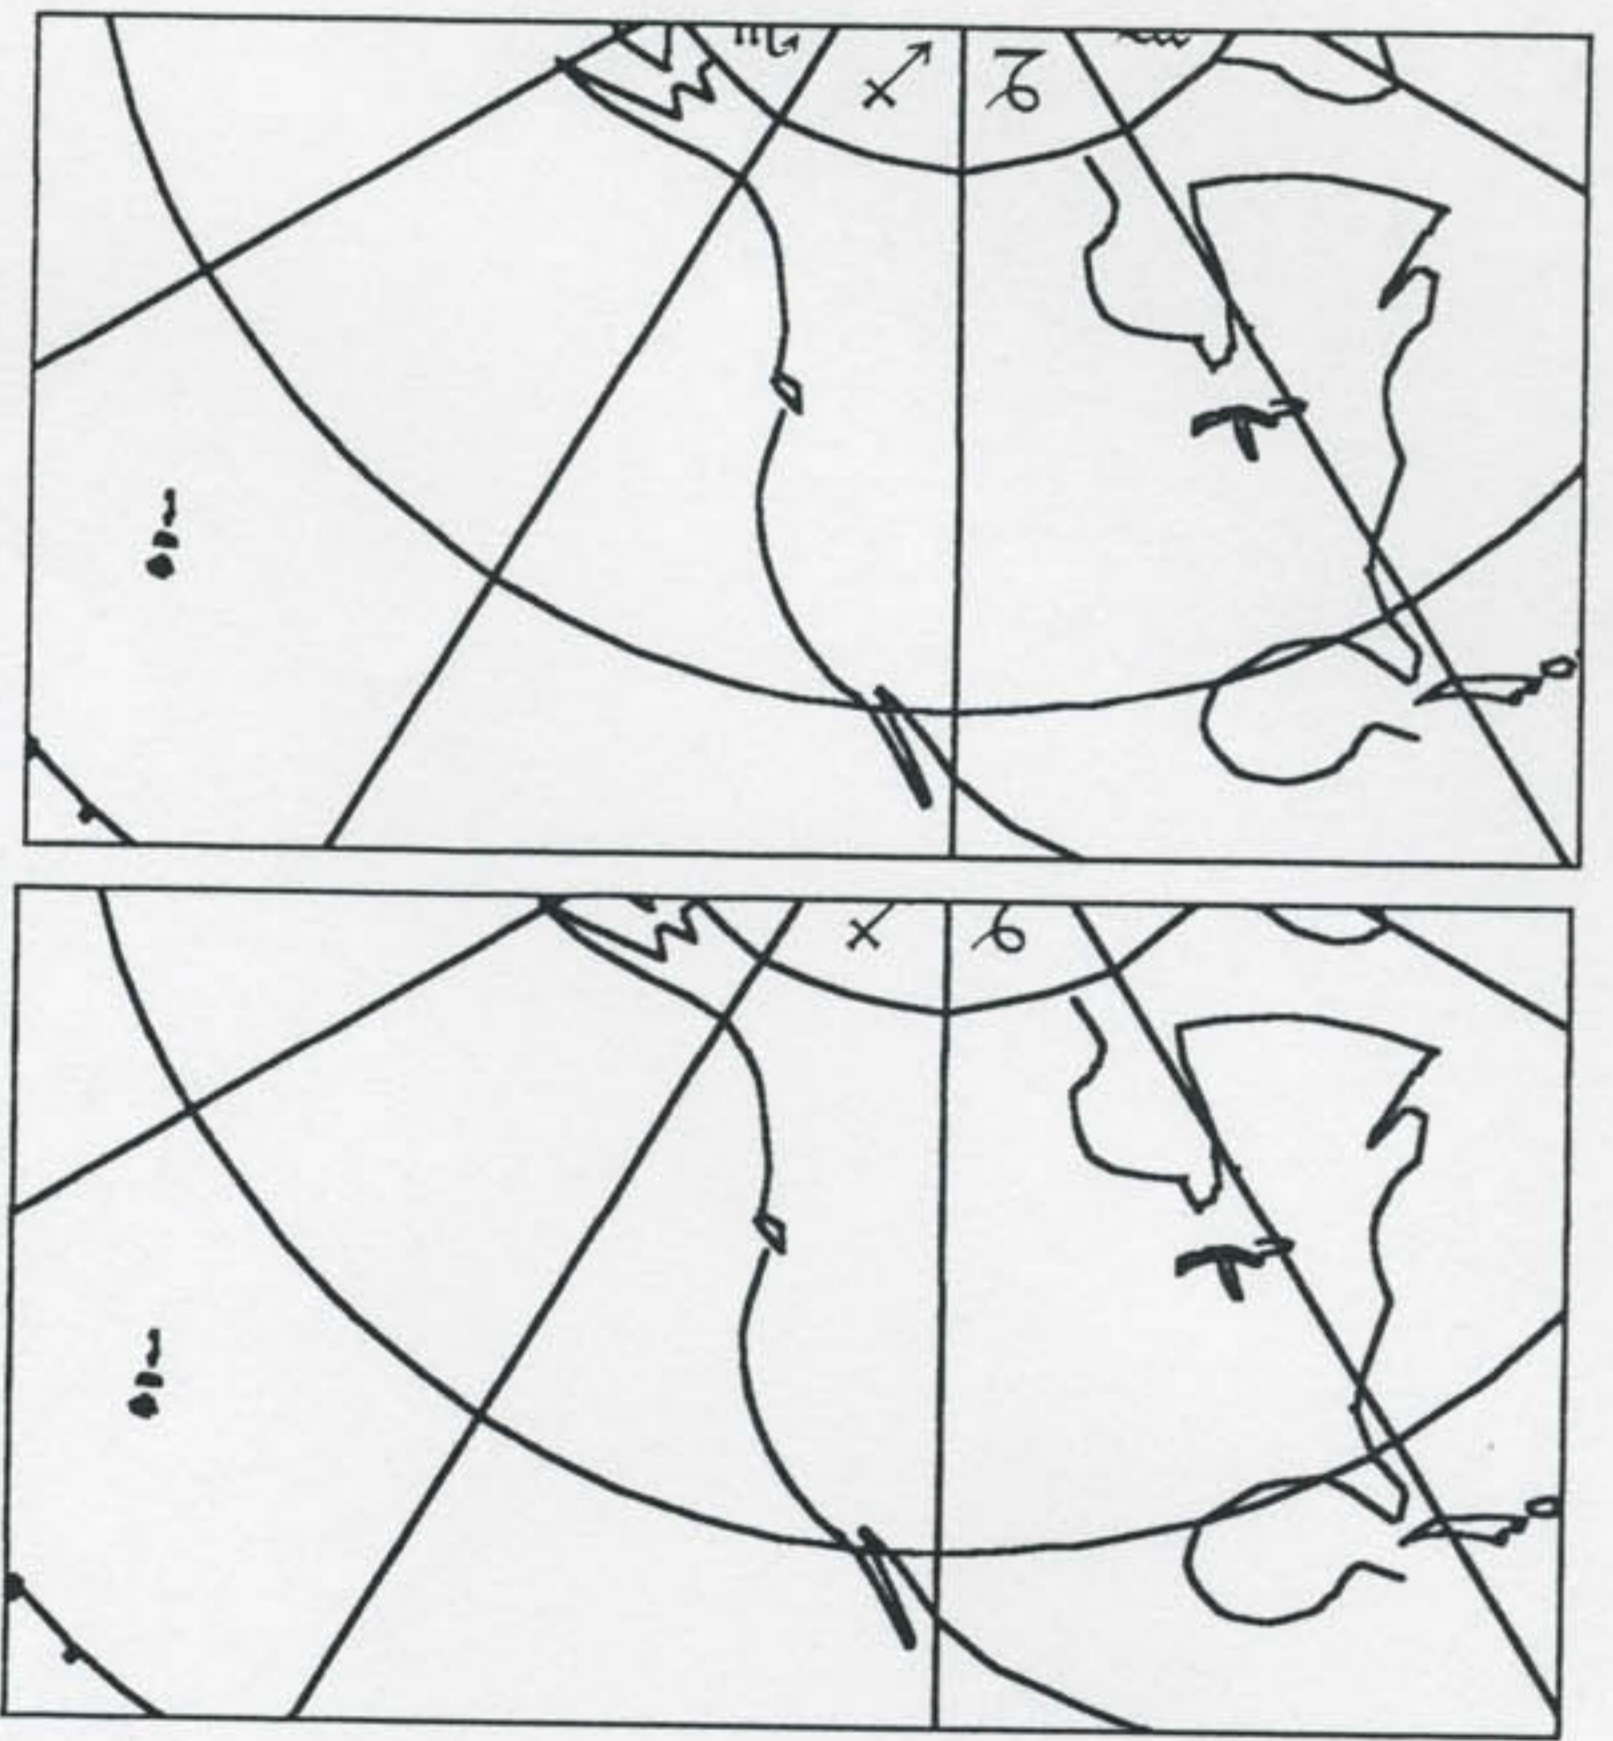 ♏ ♐ ♑
♐ ♑